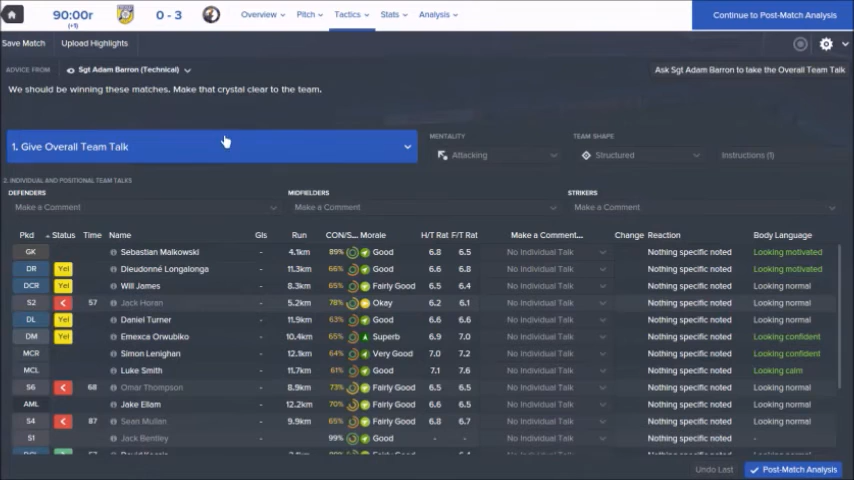 90:00r
(+1)
0 - 3
Overview
Pitch
Tactics
Stats
Analysis
Continue to Post-Match Analysis
Save Match
Upload Highlights
ADVICE FROM
Sgt Adam Barron (Technical)
Ask Sgt Adam Barron to take the Overall Team Talk
We should be winning these matches. Make that crystal clear to the team.
1. Give Overall Team Talk
MENTALITY
Attacking
TEAM SHAPE
Structured
Instructions (1)
2. INDIVIDUAL AND POSITIONAL TEAM TALKS
DEFENDERS
MIDFIELDERS
STRIKERS
Make a Comment
Make a Comment
Make a Comment
Pkd Status Time Name Gls Run CON/S... Morale H/T Rat F/T Rat Make a Comment... Change Reaction Body Language
GK Sebastian Malkowski - 4.1km 89% Good 6.8 6.5 No Individual Talk Nothing specific noted Looking motivated
DR Yel Dieudonné Longalonga - 11.3km 66% Good 6.6 6.8 No Individual Talk Nothing specific noted Looking motivated
DCR Yel Will James - 8.3km 65% Fairly Good 6.5 6.4 No Individual Talk Nothing specific noted Looking normal
S2 57 Jack Horan - 5.2km 78% Okay 6.2 6.1 No Individual Talk Nothing specific noted Looking normal
DL Yel Daniel Turner - 11.9km 63% Good 6.6 6.6 No Individual Talk Nothing specific noted Looking normal
DM Yel Emexca Orwubiko - 10.4km 65% Superb 6.9 7.0 No Individual Talk Nothing specific noted Looking confident
MCR Simon Lenighan - 12.1km 64% Very Good 7.0 7.2 No Individual Talk Nothing specific noted Looking confident
MCL Luke Smith - 11.7km 61% Good 7.1 7.6 No Individual Talk Nothing specific noted Looking calm
S6 68 Omar Thompson - 8.9km 73% Fairly Good 6.5 6.5 No Individual Talk Nothing specific noted Looking normal
AML Jake Ellam - 12.2km 70% Fairly Good 6.6 6.5 No Individual Talk Nothing specific noted Looking normal
S4 87 Sean Mullan - 9.9km 65% Fairly Good 6.8 6.7 No Individual Talk Nothing specific noted Looking normal
S1 Jack Bentley - 99% Good - - No Individual Talk Nothing specific noted -
Undo Last
Post-Match Analysis